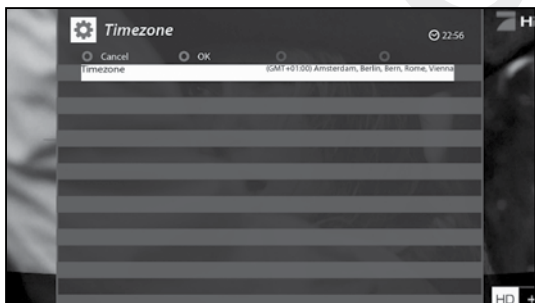 Timezone
22:56
Cancel OK
Timezone (GMT+01:00) Amsterdam, Berlin, Bern, Rome, Vienna
HD +